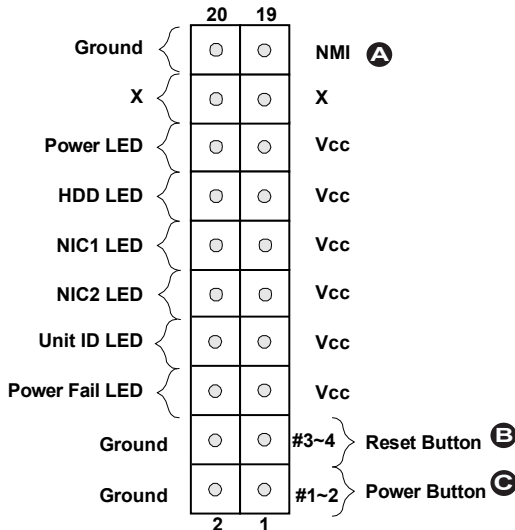 20 19
Ground NMI A
X X
Power LED Vcc
HDD LED Vcc
NIC1 LED Vcc
NIC2 LED Vcc
Unit ID LED Vcc
Power Fail LED Vcc
Ground #3~4 Reset Button B
Ground #1~2 Power Button C
2 1